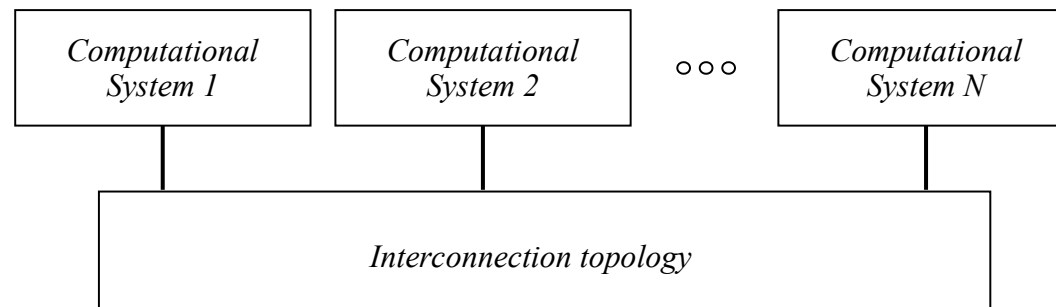 Computational
System 1
Computational
System 2
Computational
System N
Interconnection topology